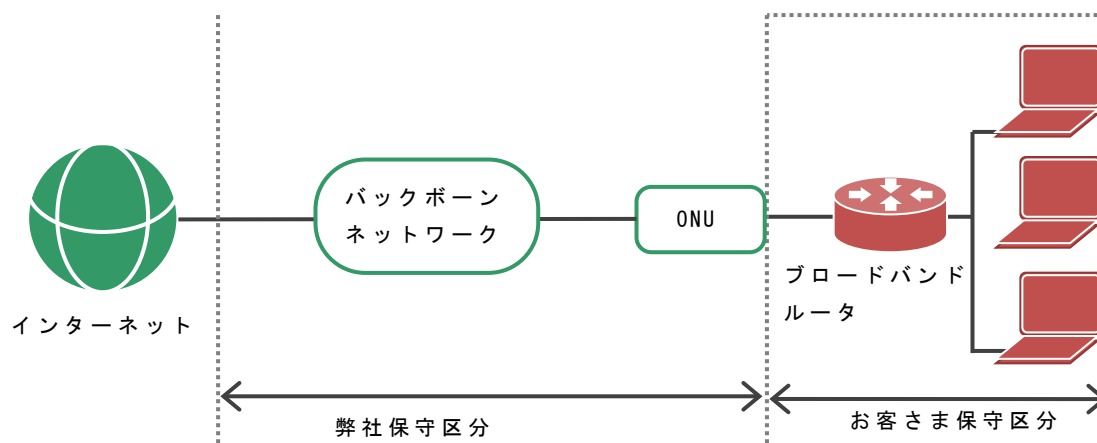 インターネット
バックボーン
ネットワーク
ONU
ブロードバンド
ルータ
弊社保守区分
お客さま保守区分